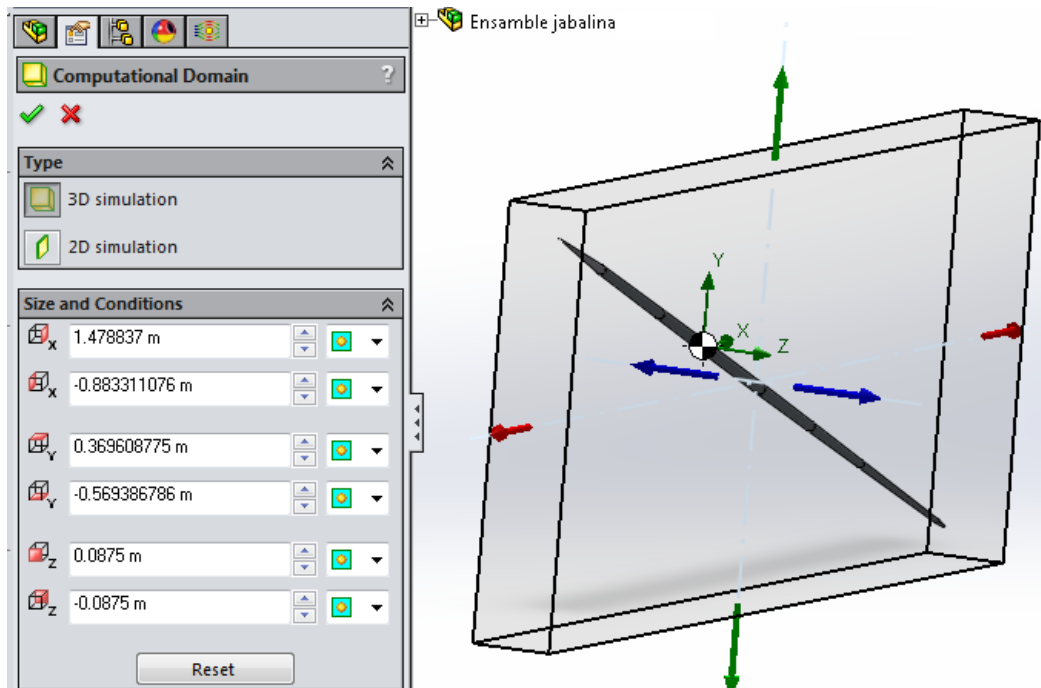 Computational Domain
?
Type
3D simulation
2D simulation
Size and Conditions
X 1.478837 m
X -0.883311076 m
Y 0.369608775 m
Y -0.569386786 m
Z 0.0875 m
Z -0.0875 m
Reset
Ensamble jabalina
Y
X
Z